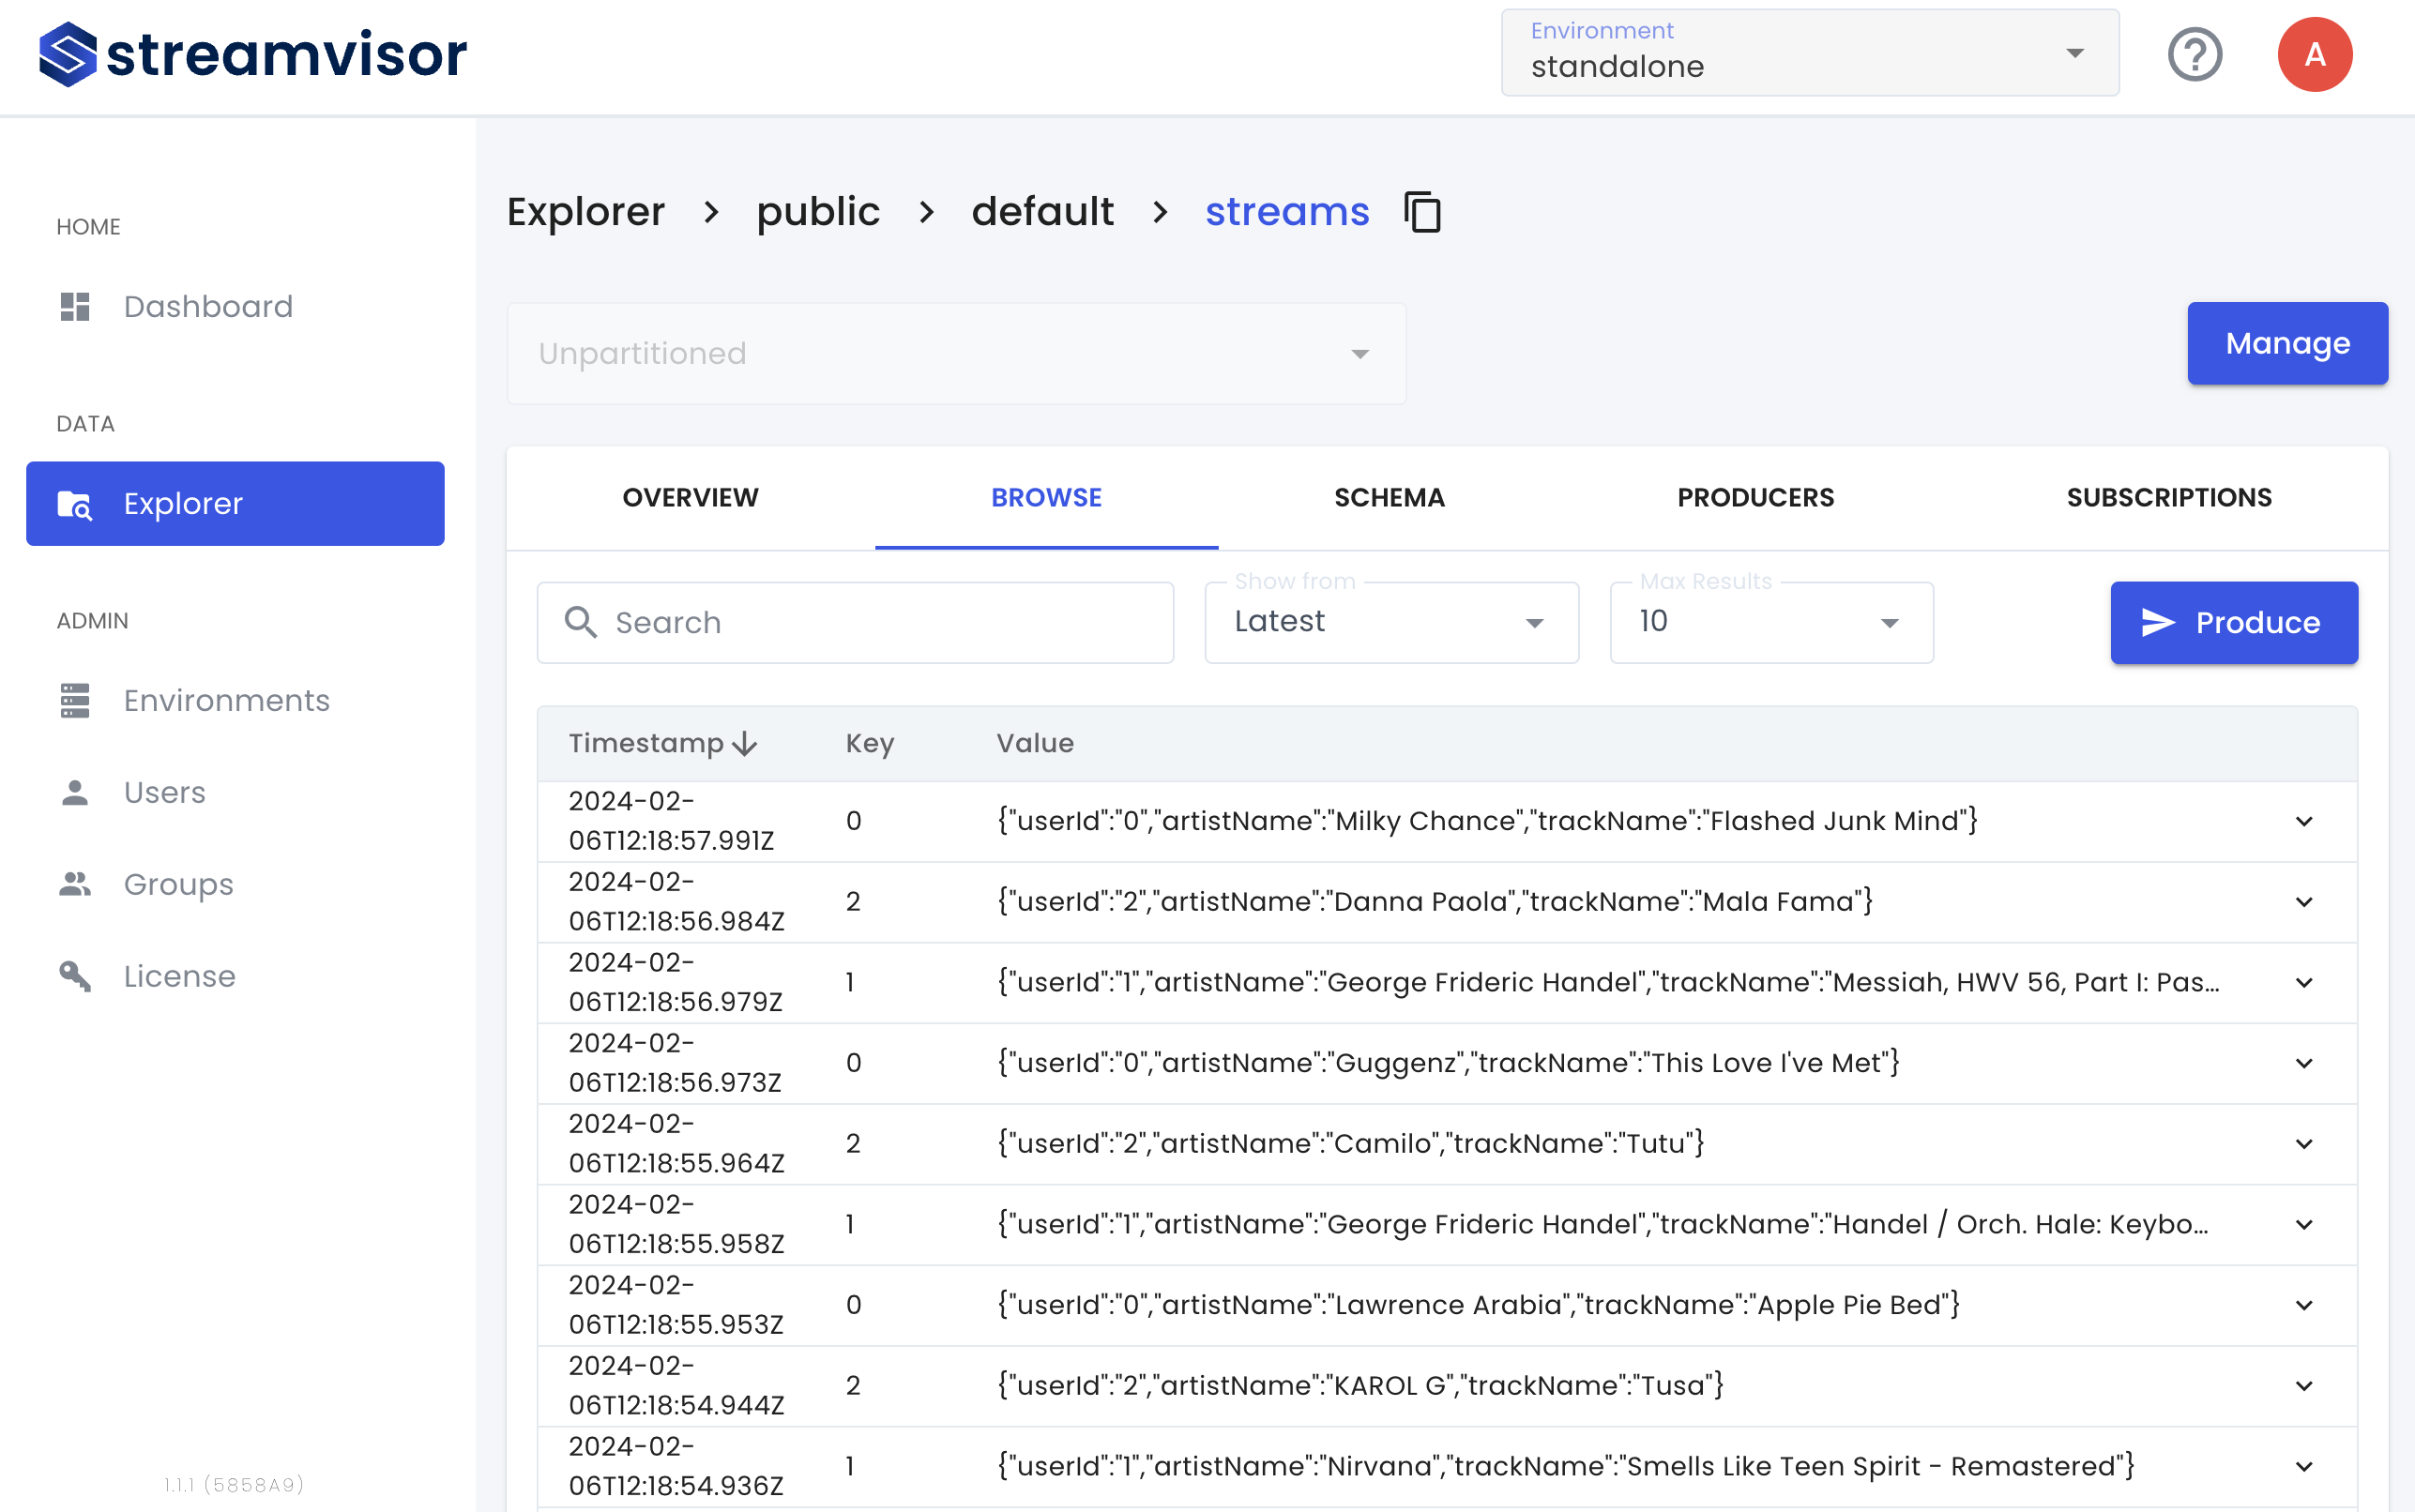 streamvisor
Environment
standalone
A
HOME
Dashboard
DATA
Explorer
ADMIN
Environments
Users
Groups
License
1.1.1 (5858A9)
Explorer > public > default > streams
Unpartitioned
Manage
OVERVIEW BROWSE SCHEMA PRODUCERS SUBSCRIPTIONS
Search
Show from
Latest
Max Results
10
Produce
Timestamp Key Value
2024-02-
06T12:18:57.991Z 0 {"userId":"0","artistName":"Milky Chance","trackName":"Flashed Junk Mind"}
2024-02-
06T12:18:56.984Z 2 {"userId":"2","artistName":"Danna Paola","trackName":"Mala Fama"}
2024-02-
06T12:18:56.979Z 1 {"userId":"1","artistName":"George Frideric Handel","trackName":"Messiah, HWV 56, Part I: Pas...
2024-02-
06T12:18:56.973Z 0 {"userId":"0","artistName":"Guggenz","trackName":"This Love I've Met"}
2024-02-
06T12:18:55.964Z 2 {"userId":"2","artistName":"Camilo","trackName":"Tutu"}
2024-02-
06T12:18:55.958Z 1 {"userId":"1","artistName":"George Frideric Handel","trackName":"Handel / Orch. Hale: Keybo...
2024-02-
06T12:18:55.953Z 0 {"userId":"0","artistName":"Lawrence Arabia","trackName":"Apple Pie Bed"}
2024-02-
06T12:18:54.944Z 2 {"userId":"2","artistName":"KAROL G","trackName":"Tusa"}
2024-02-
06T12:18:54.936Z 1 {"userId":"1","artistName":"Nirvana","trackName":"Smells Like Teen Spirit - Remastered"}